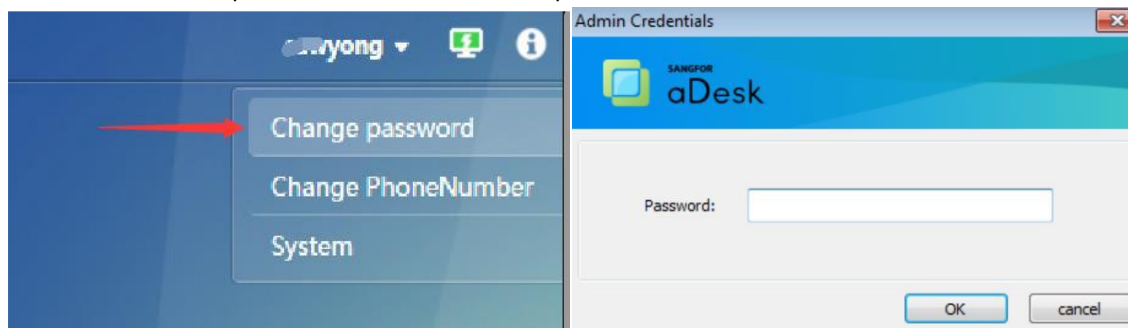 Change password
Change PhoneNumber
System
Admin Credentials
SANGFOR
aDesk
Password:
OK
cancel